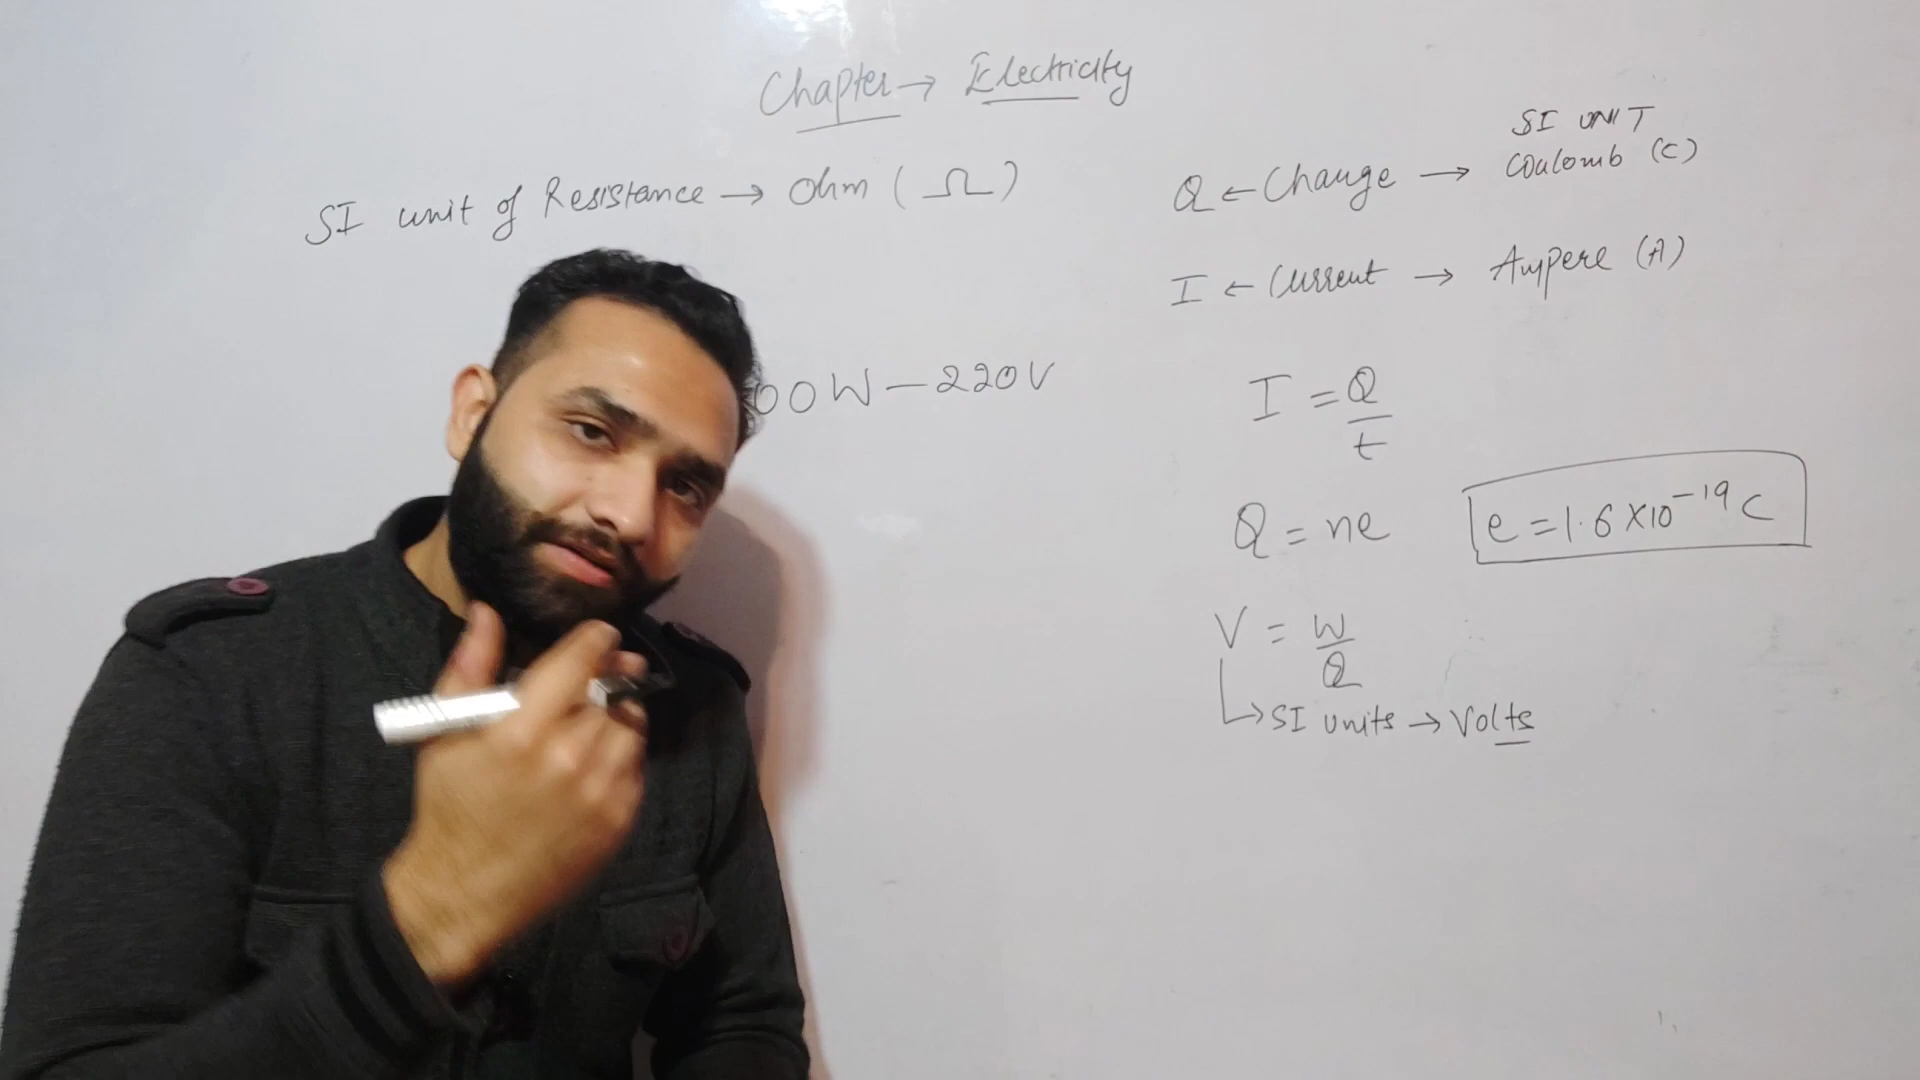 Chapter → Electricity
SI unit of Resistance → Ohm (Ω)
00W - 220V
SI UNIT
Q ← Charge → Coulomb (C)
I ← Current → Ampere (A)
I = Q/t
Q = ne
e = 1.6 X 10⁻¹⁹ C
V = W/Q
↳ SI units → Volts